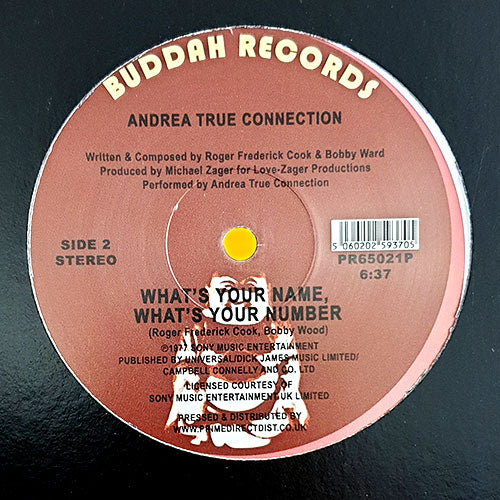 BUDDAH RECORDS
ANDREA TRUE CONNECTION
Written & Composed by Roger Frederick Cook & Bobby Ward
Produced by Michael Zager for Love-Zager Productions
Performed by Andrea True Connection
SIDE 2
STEREO
5 060202 593705
PR65021P
6:37
WHAT'S YOUR NAME,
WHAT'S YOUR NUMBER
(Roger Frederick Cook, Bobby Wood)
℗1977 SONY MUSIC ENTERTAINMENT
PUBLISHED BY UNIVERSAL/DICK JAMES MUSIC LIMITED/
CAMPBELL CONNELLY AND CO. LTD
LICENSED COURTESY OF
SONY MUSIC ENTERTAINMENT UK LIMITED
PRESSED & DISTRIBUTED BY
WWW.PRIMEDIRECTDIST.CO.UK